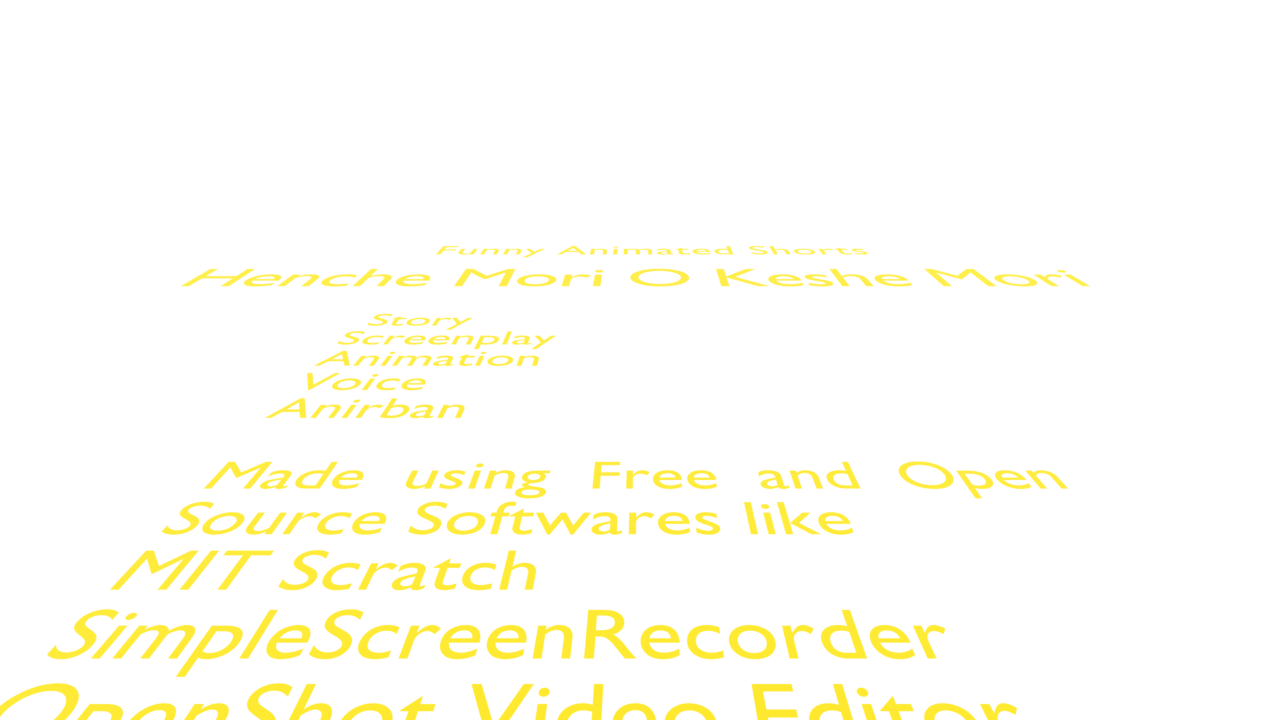 Funny Animated Shorts
Henche Mori O Keshe Mori
Story
Screenplay
Animation
Voice
Anirban
Made using Free and Open
Source Softwares like
MIT Scratch
SimpleScreenRecorder
OpenShot Video Editor